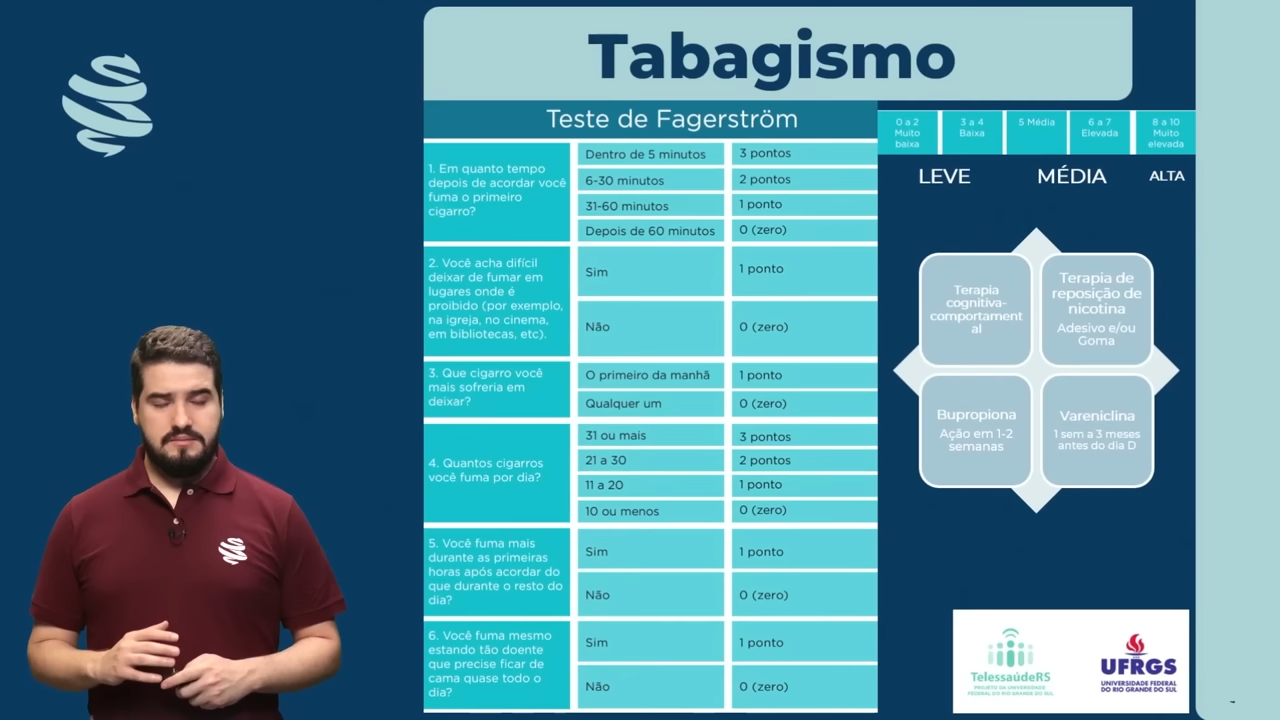 Tabagismo
Teste de Fagerström
1. Em quanto tempo
depois de acordar você
fuma o primeiro
cigarro?
Dentro de 5 minutos
3 pontos
6-30 minutos
2 pontos
31-60 minutos
1 ponto
Depois de 60 minutos
0 (zero)
2. Você acha difícil
deixar de fumar em
lugares onde é
proibido (por exemplo,
na igreja, no cinema,
em bibliotecas, etc).
Sim
1 ponto
Não
0 (zero)
3. Que cigarro você
mais sofreria em
deixar?
O primeiro da manhã
1 ponto
Qualquer um
0 (zero)
4. Quantos cigarros
você fuma por dia?
31 ou mais
3 pontos
21 a 30
2 pontos
11 a 20
1 ponto
10 ou menos
0 (zero)
5. Você fuma mais
durante as primeiras
horas após acordar do
que durante o resto do
dia?
Sim
1 ponto
Não
0 (zero)
6. Você fuma mesmo
estando tão doente
que precise ficar de
cama quase todo o
dia?
Sim
1 ponto
Não
0 (zero)
0 a 2
Muito
baixa
3 a 4
Baixa
5 Média
6 a 7
Elevada
8 a 10
Muito
elevada
LEVE
MÉDIA
ALTA
Terapia
cognitiva-
comportament
al
Terapia de
reposição de
nicotina
Adesivo e/ou
Goma
Bupropiona
Ação em 1-2
semanas
Vareniclina
1 sem a 3 meses
antes do dia D
TelessaúdeRS
PROJETO DA UNIVERSIDADE
FEDERAL DO RIO GRANDE DO SUL
UFRGS
UNIVERSIDADE FEDERAL
DO RIO GRANDE DO SUL